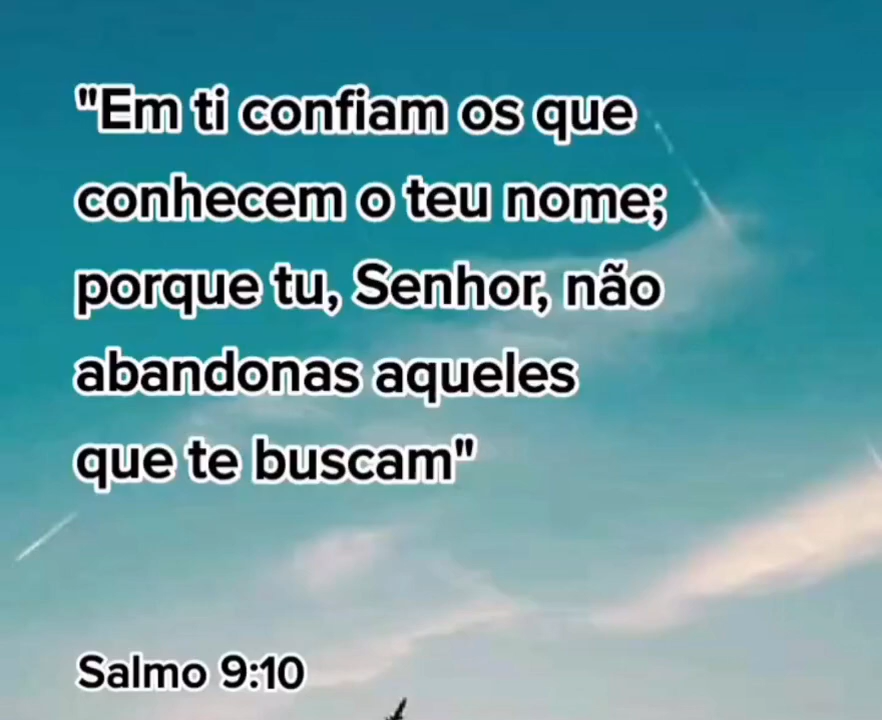 "Em ti confiam os que
conhecem o teu nome;
porque tu, Senhor, não
abandonas aqueles
que te buscam"
Salmo 9:10